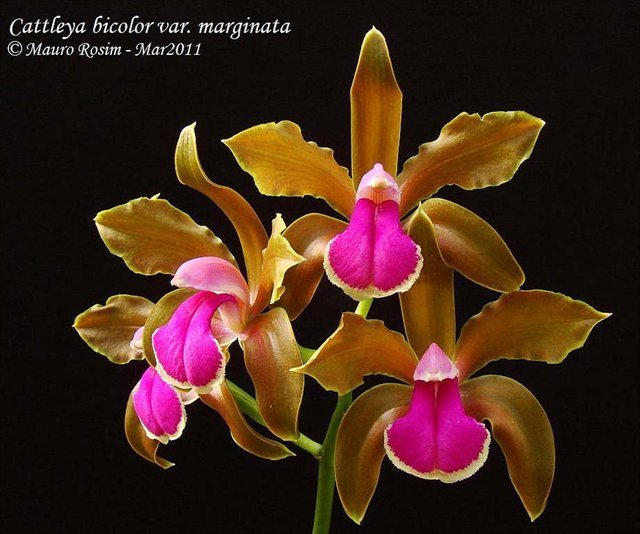 Cattleya bicolor var. marginata
© Mauro Rosim - Mar2011